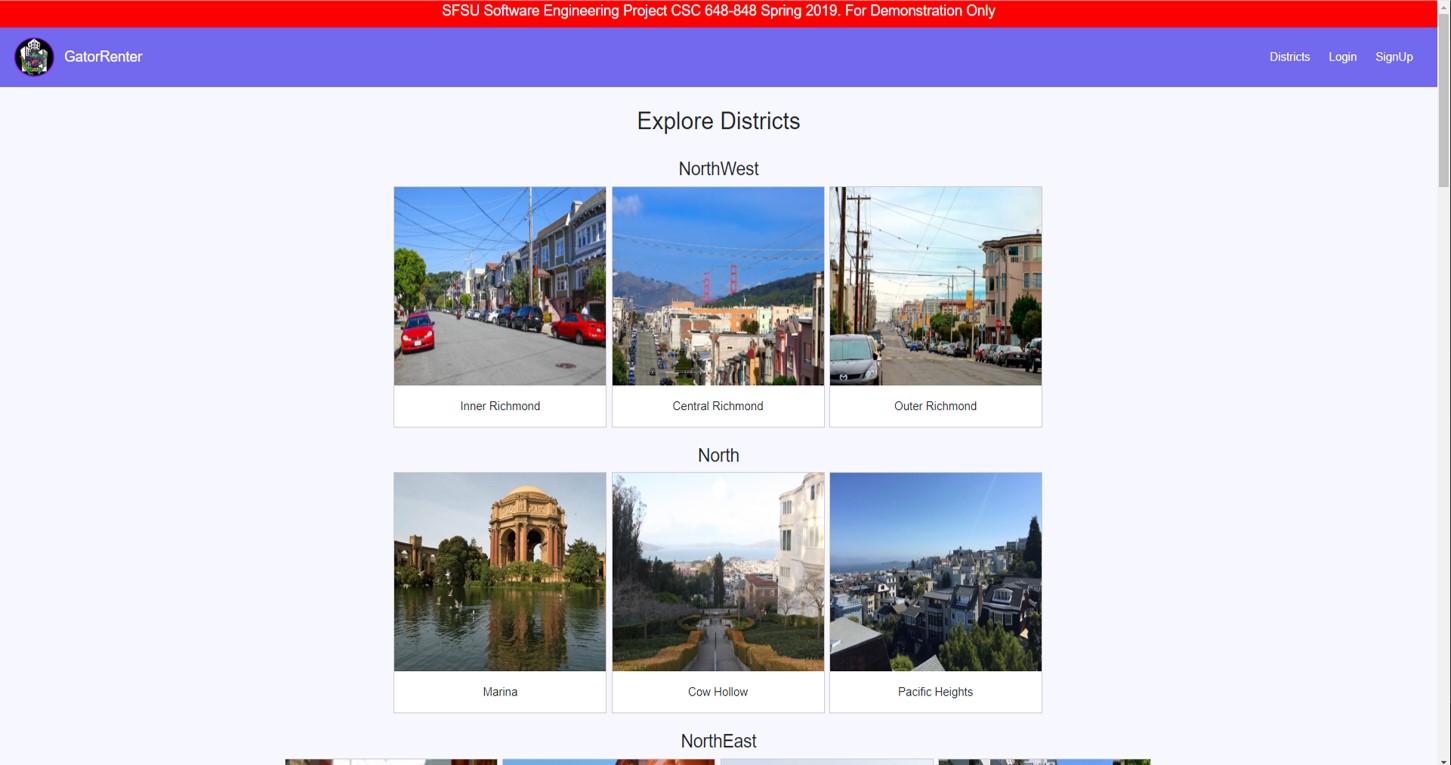 SFSU Software Engineering Project CSC 648-848 Spring 2019. For Demonstration Only
GatorRenter
Districts
Login
SignUp
Explore Districts
NorthWest
Inner Richmond
Central Richmond
Outer Richmond
North
Marina
Cow Hollow
Pacific Heights
NorthEast